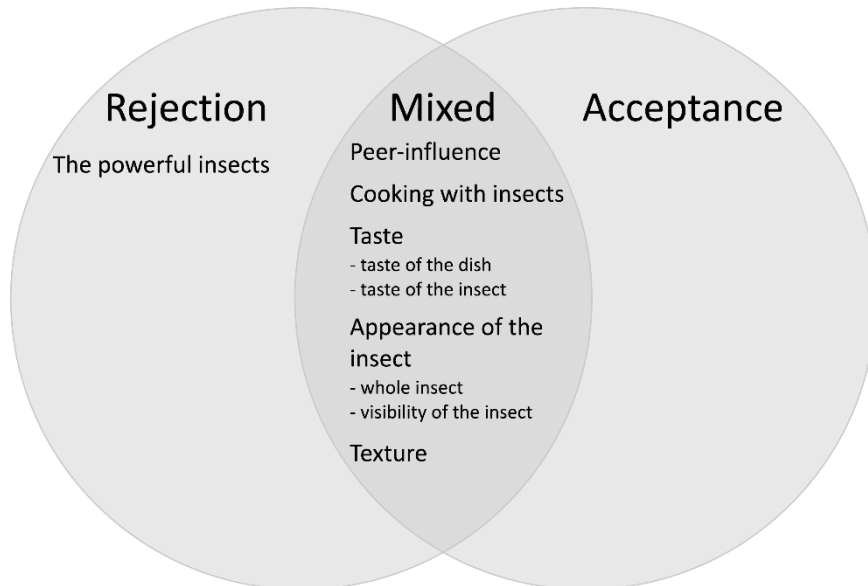 Rejection
Mixed
Acceptance
The powerful insects
Peer-influence
Cooking with insects
Taste
- taste of the dish
- taste of the insect
Appearance of the
insect
- whole insect
- visibility of the insect
Texture